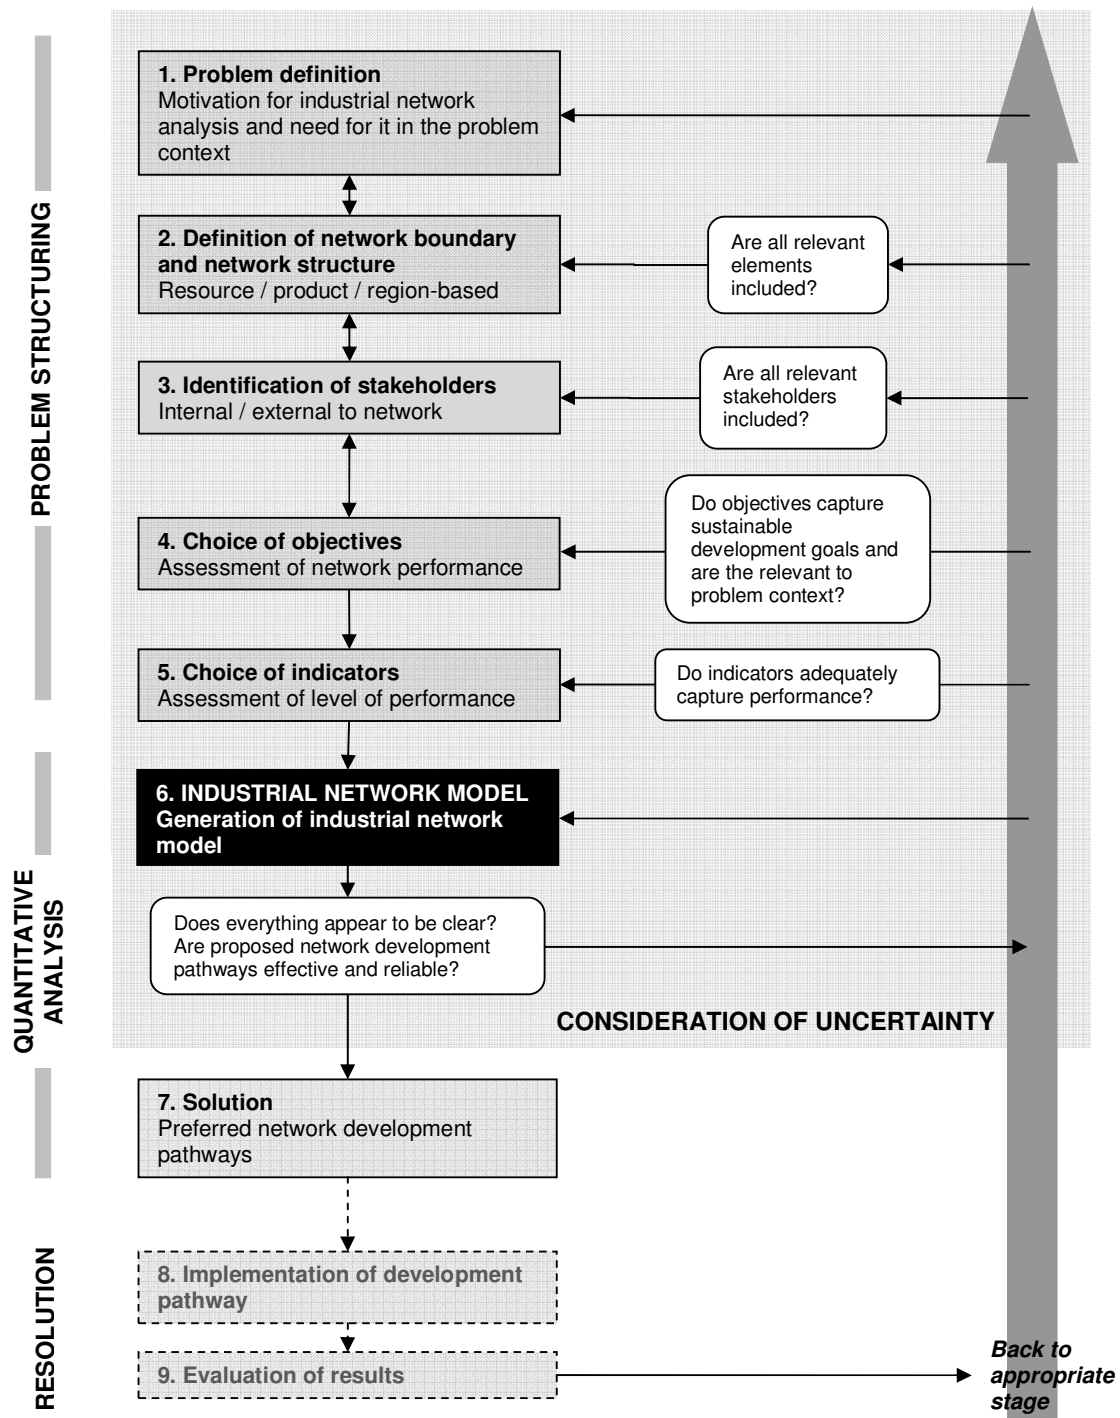 PROBLEM STRUCTURING
1. Problem definition
Motivation for industrial network
analysis and need for it in the problem
context
2. Definition of network boundary
and network structure
Resource / product / region-based
Are all relevant
elements
included?
3. Identification of stakeholders
Internal / external to network
Are all relevant
stakeholders
included?
4. Choice of objectives
Assessment of network performance
Do objectives capture
sustainable
development goals and
are the relevant to
problem context?
5. Choice of indicators
Assessment of level of performance
Do indicators adequately
capture performance?
QUANTITATIVE
ANALYSIS
6. INDUSTRIAL NETWORK MODEL
Generation of industrial network
model
Does everything appear to be clear?
Are proposed network development
pathways effective and reliable?
CONSIDERATION OF UNCERTAINTY
7. Solution
Preferred network development
pathways
RESOLUTION
8. Implementation of development
pathway
9. Evaluation of results
Back to
appropriate
stage